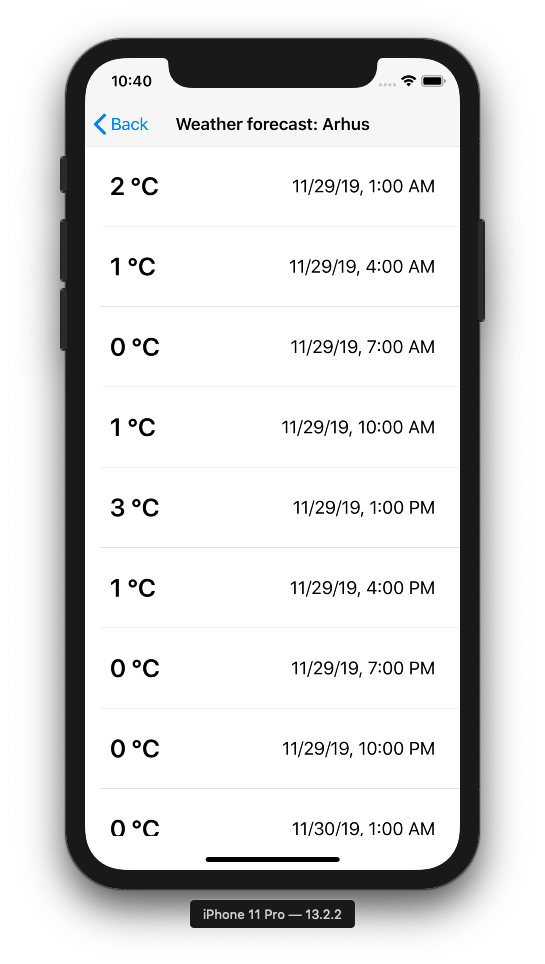 10:40
Back Weather forecast: Arhus
2 °C 11/29/19, 1:00 AM
1 °C 11/29/19, 4:00 AM
0 °C 11/29/19, 7:00 AM
1 °C 11/29/19, 10:00 AM
3 °C 11/29/19, 1:00 PM
1 °C 11/29/19, 4:00 PM
0 °C 11/29/19, 7:00 PM
0 °C 11/29/19, 10:00 PM
0 °C 11/30/19, 1:00 AM
iPhone 11 Pro — 13.2.2